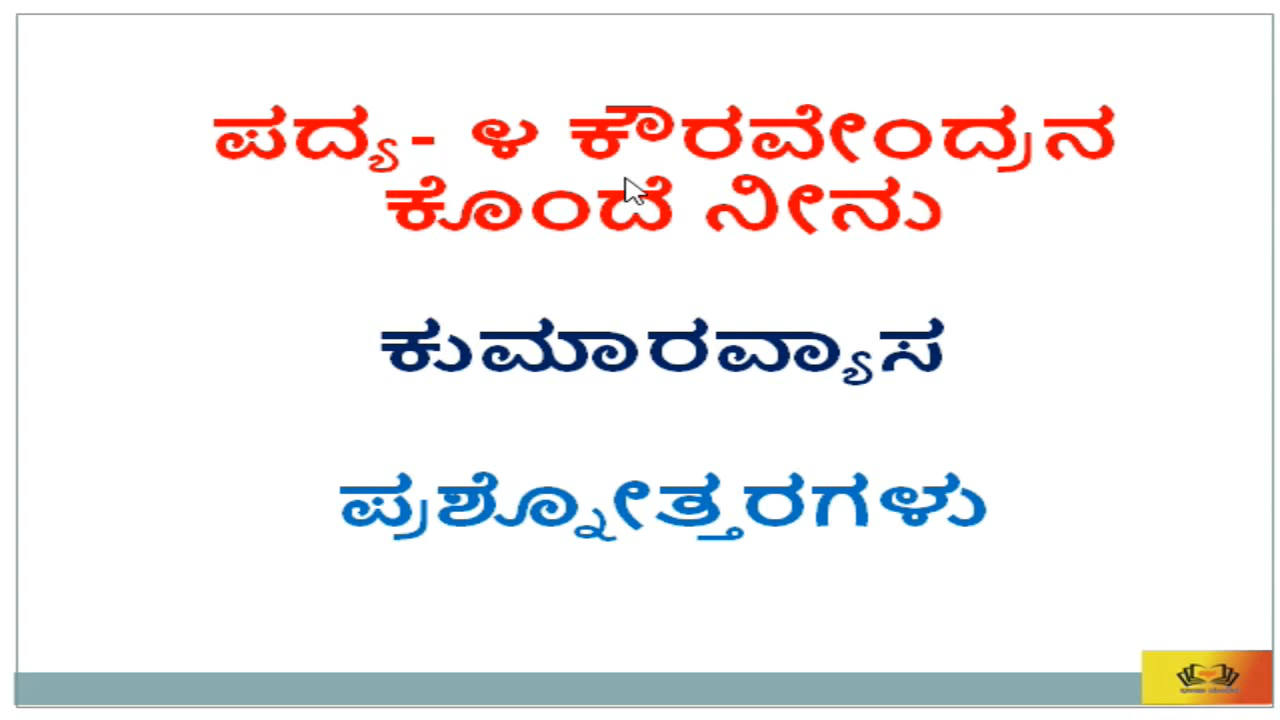 ಪದ್ಯ- ೪ ಕೌರವೇಂದ್ರನ
ಕೊಂದೆ ನೀನು
ಕುಮಾರವ್ಯಾಸ
ಪ್ರಶ್ನೋತ್ತರಗಳು